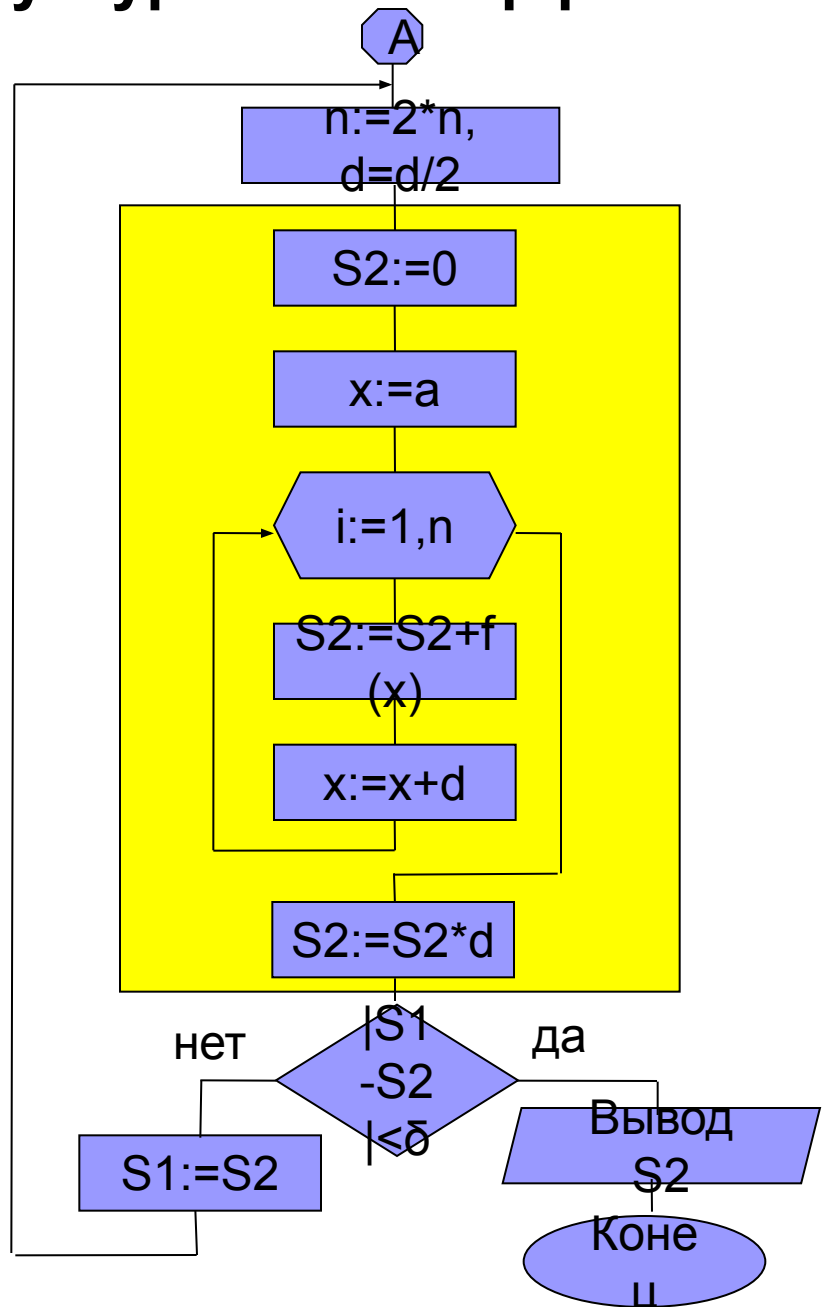 A
n:=2*n,
d=d/2
S2:=0
x:=a
i:=1,n
S2:=S2+f
(x)
x:=x+d
S2:=S2*d
|S1
-S2
|<δ
нет
да
S1:=S2
Вывод
S2
Коне
ц